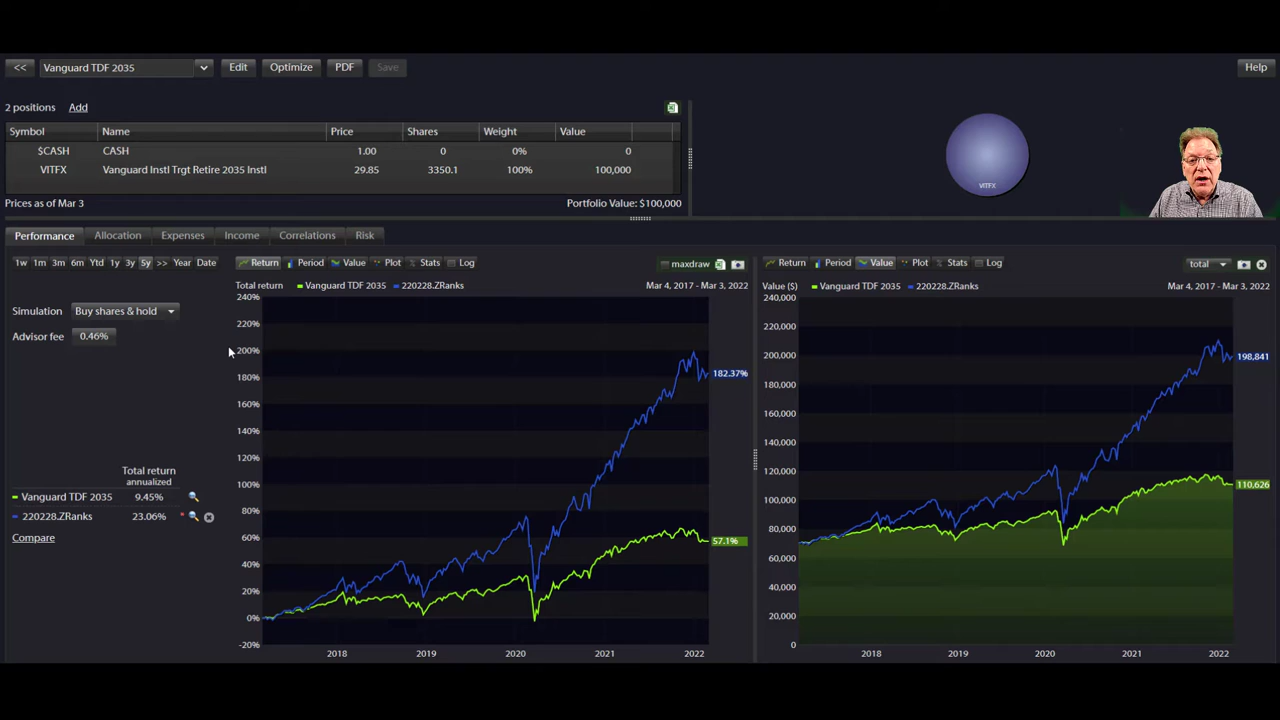 << Vanguard TDF 2035 Edit Optimize PDF Save Help
2 positions Add
Symbol Name Price Shares Weight Value
$CASH CASH 1.00 0 0% 0
VITFX Vanguard Instl Trgt Retire 2035 Instl 29.85 3350.1 100% 100,000
VITFX
Prices as of Mar 3 Portfolio Value: $100,000
Performance Allocation Expenses Income Correlations Risk
1w 1m 3m 6m Ytd 1y 3y 5y >> Year Date
Return Period Value Plot Stats Log maxdraw
Return Period Value Plot Stats Log total
Simulation Buy shares & hold
Advisor fee 0.46%
Total return
annualized
Vanguard TDF 2035 9.45%
220228.ZRanks 23.06%
Compare
Total return Vanguard TDF 2035 220228.ZRanks Mar 4, 2017 - Mar 3, 2022
240%
220%
200%
180%
160%
140%
120%
100%
80%
60%
40%
20%
0%
-20%
182.37%
57.1%
2018 2019 2020 2021 2022
Value ($) Vanguard TDF 2035 220228.ZRanks Mar 4, 2017 - Mar 3, 2022
240,000
220,000
200,000
180,000
160,000
140,000
120,000
100,000
80,000
60,000
40,000
20,000
0
198,841
110,626
2018 2019 2020 2021 2022